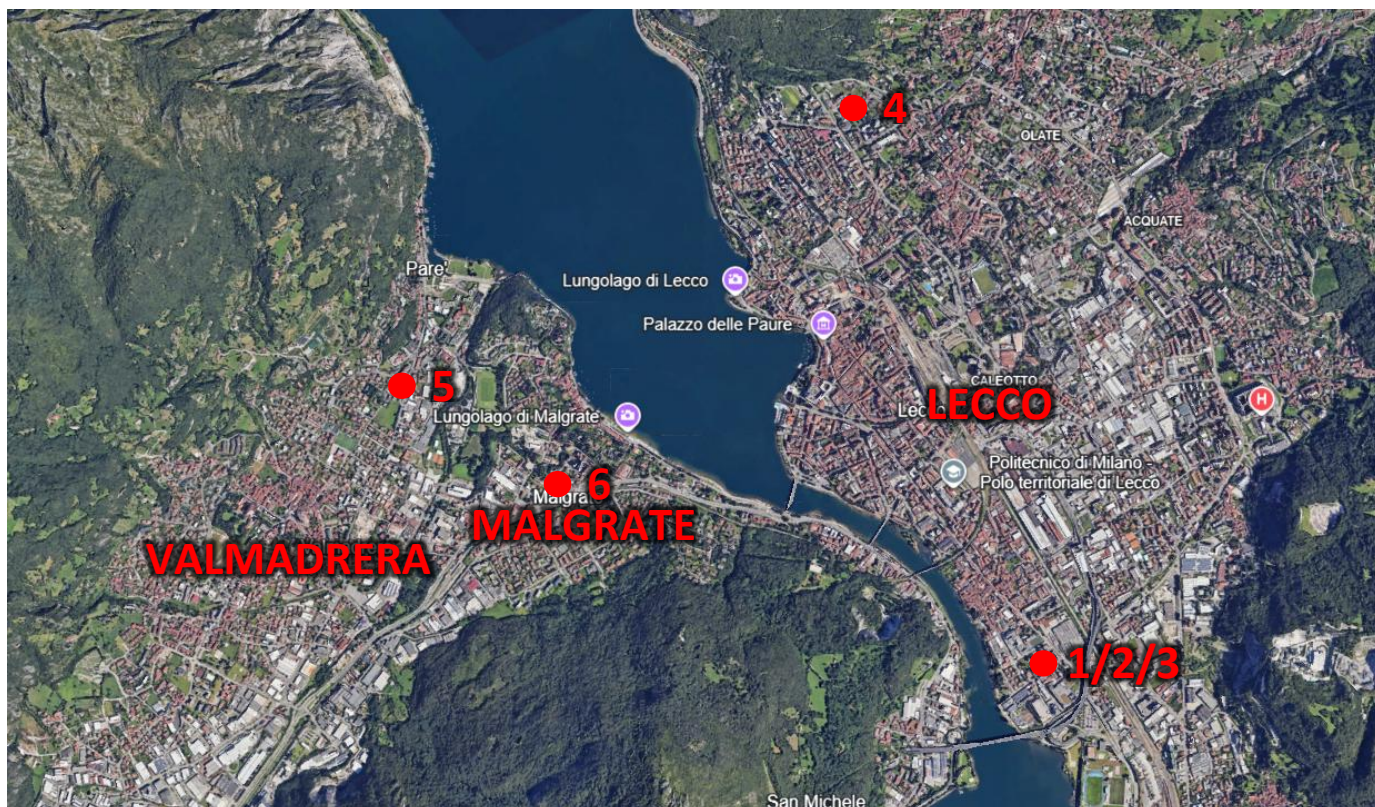 4
OLATE
ACQUATE
Pare'
Lungolago di Lecco
Palazzo delle Paure
5
CALEOTTO
LECCO
Lungolago di Malgrate
H
6
Politecnico di Milano -
Polo territoriale di Lecco
Malgrate
MALGRATE
VALMADRERA
1/2/3
San Michele